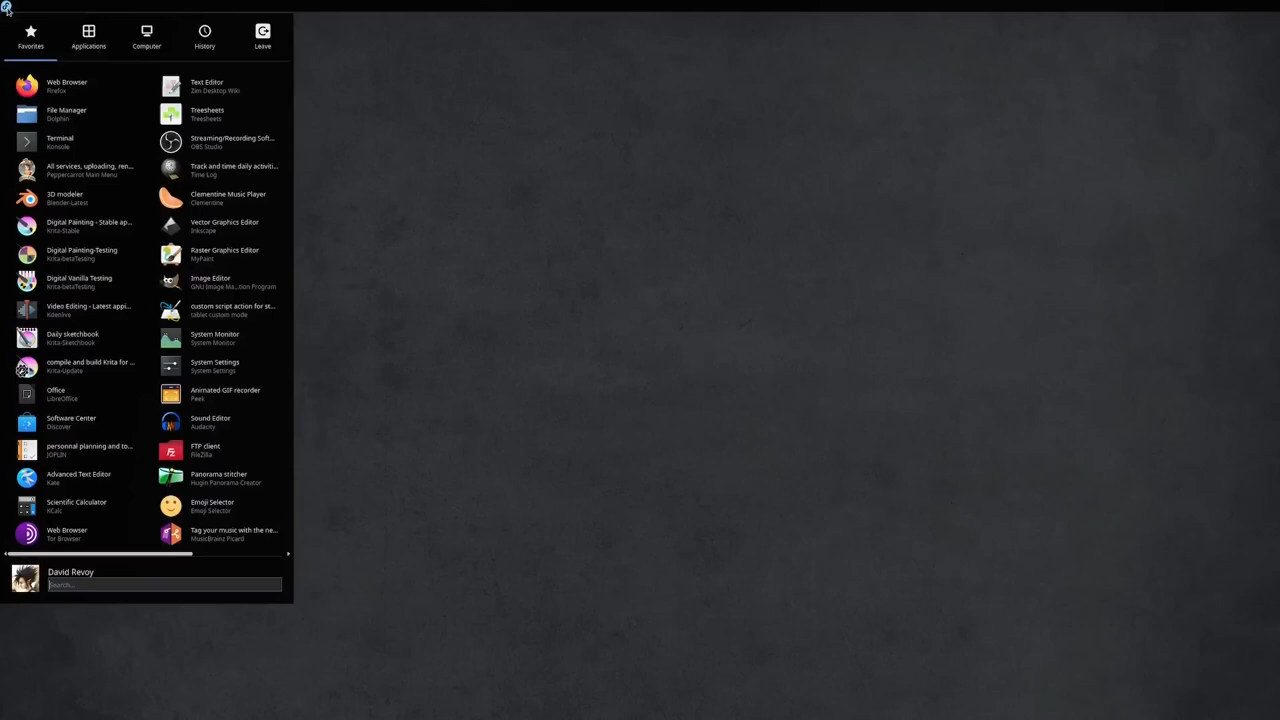 Favorites
Applications
Computer
History
Leave
Web Browser
Firefox
File Manager
Dolphin
Terminal
Konsole
All services, uploading, ren...
Peppercarrot Main Menu
3D modeler
Blender-Latest
Digital Painting - Stable ap...
Krita-Stable
Digital Painting-Testing
Krita-betaTesting
Digital Vanilla Testing
Krita-betaTesting
Video Editing - Latest appi...
Kdenlive
Daily sketchbook
Krita-Sketchbook
compile and build Krita for ...
Krita-Update
Office
LibreOffice
Software Center
Discover
personnal planning and to...
JOPLIN
Advanced Text Editor
Kate
Scientific Calculator
KCalc
Web Browser
Tor Browser
Text Editor
Zim Desktop Wiki
Treesheets
Treesheets
Streaming/Recording Soft...
OBS Studio
Track and time daily activiti...
Time Log
Clementine Music Player
Clementine
Vector Graphics Editor
Inkscape
Raster Graphics Editor
MyPaint
Image Editor
GNU Image Ma...tion Program
custom script action for st...
tablet custom mode
System Monitor
System Monitor
System Settings
System Settings
Animated GIF recorder
Peek
Sound Editor
Audacity
FTP client
FileZilla
Panorama stitcher
Hugin Panorama Creator
Emoji Selector
Emoji Selector
Tag your music with the ne...
MusicBrainz Picard
David Revoy
Search...